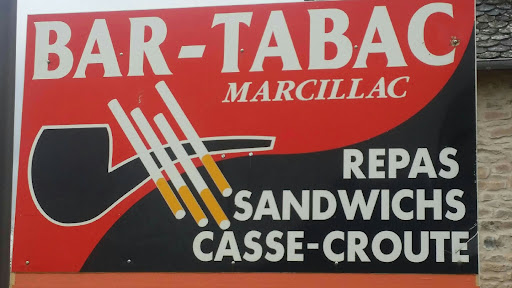 BAR-TABAC
MARCILLAC
REPAS
SANDWICHS
CASSE-CROUTE